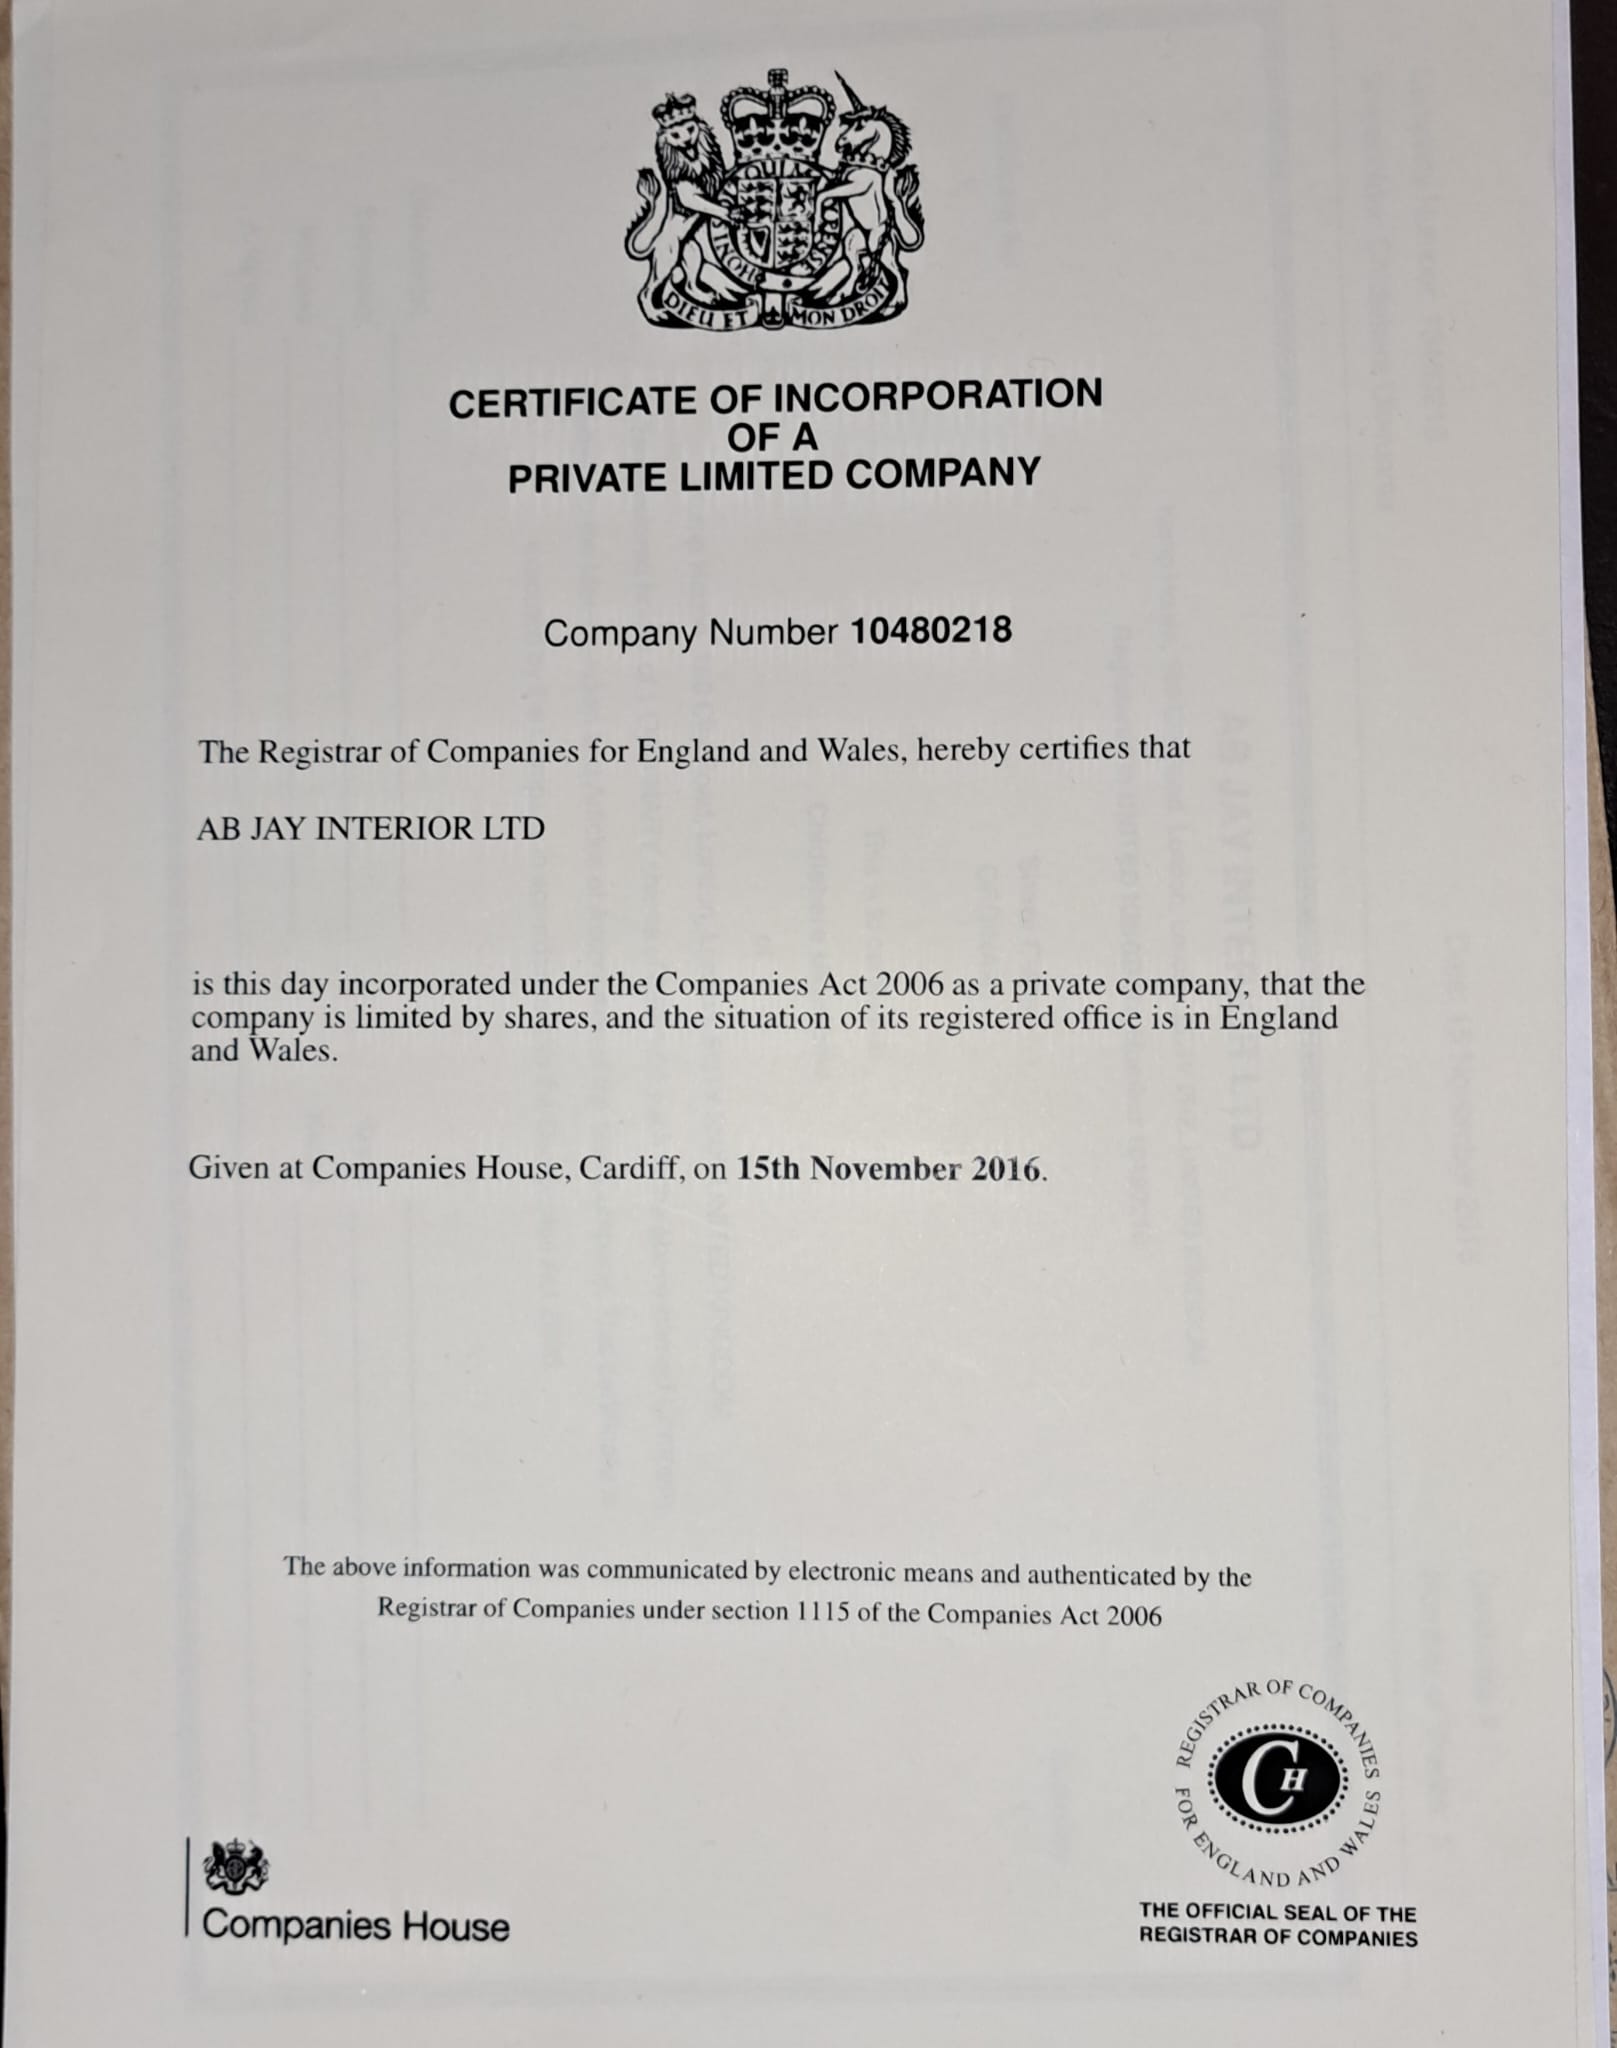 QUI
HONI
DIEU ET MON DROIT
CERTIFICATE OF INCORPORATION
OF A
PRIVATE LIMITED COMPANY
Company Number 10480218
The Registrar of Companies for England and Wales, hereby certifies that
AB JAY INTERIOR LTD
is this day incorporated under the Companies Act 2006 as a private company, that the
company is limited by shares, and the situation of its registered office is in England
and Wales.
Given at Companies House, Cardiff, on 15th November 2016.
The above information was communicated by electronic means and authenticated by the
Registrar of Companies under section 1115 of the Companies Act 2006
REGISTRAR OF COMPANIES
CH
FOR ENGLAND AND WALES
THE OFFICIAL SEAL OF THE
REGISTRAR OF COMPANIES
Companies House